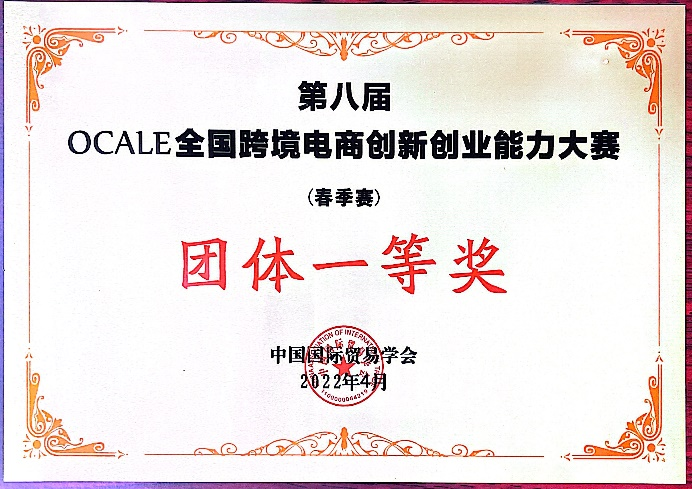 第八届
OCALE全国跨境电商创新创业能力大赛
(春季赛)
团体一等奖
中国国际贸易学会
2022年4月